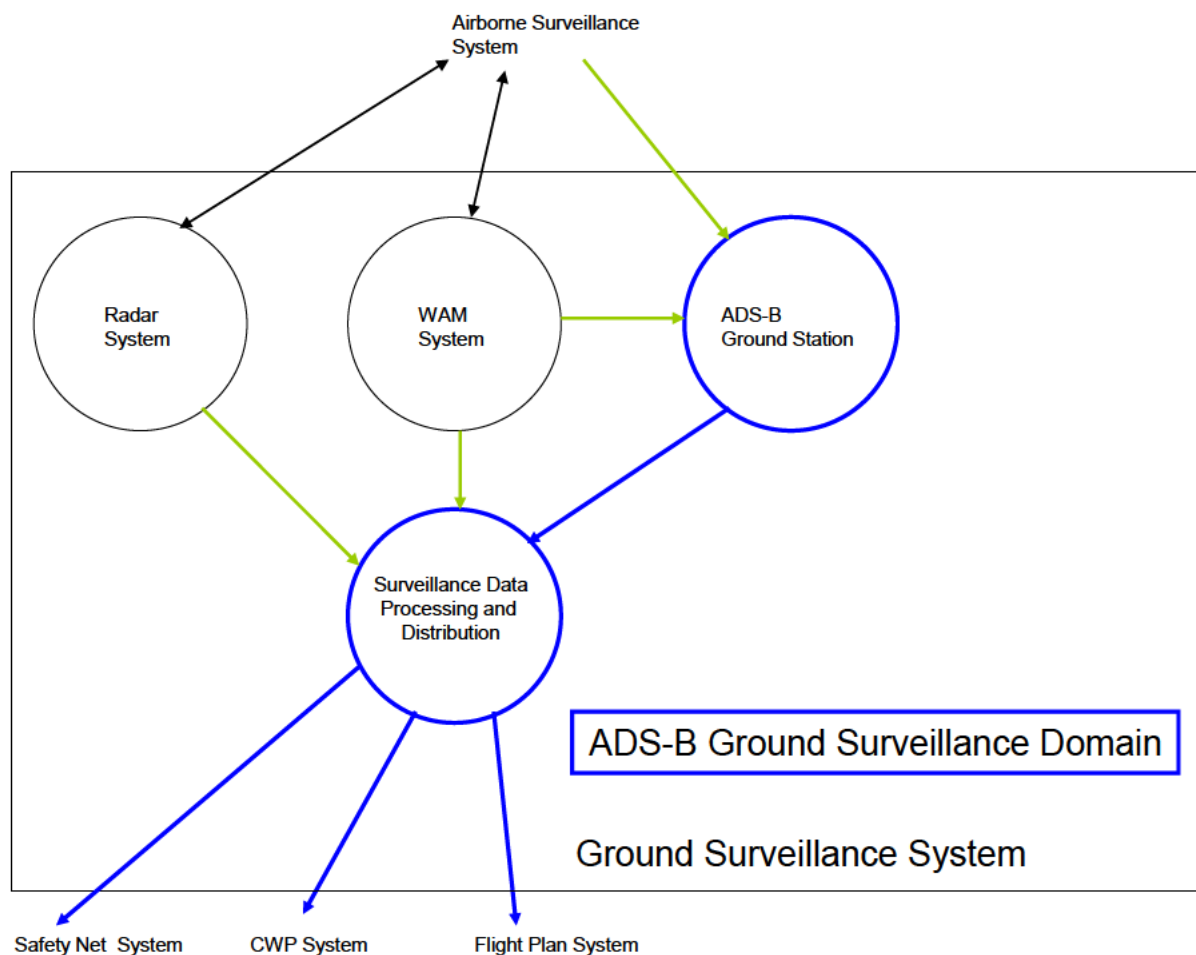 Airborne Surveillance
System
Radar
System
WAM
System
ADS-B
Ground Station
Surveillance Data
Processing and
Distribution
ADS-B Ground Surveillance Domain
Ground Surveillance System
Safety Net System
CWP System
Flight Plan System